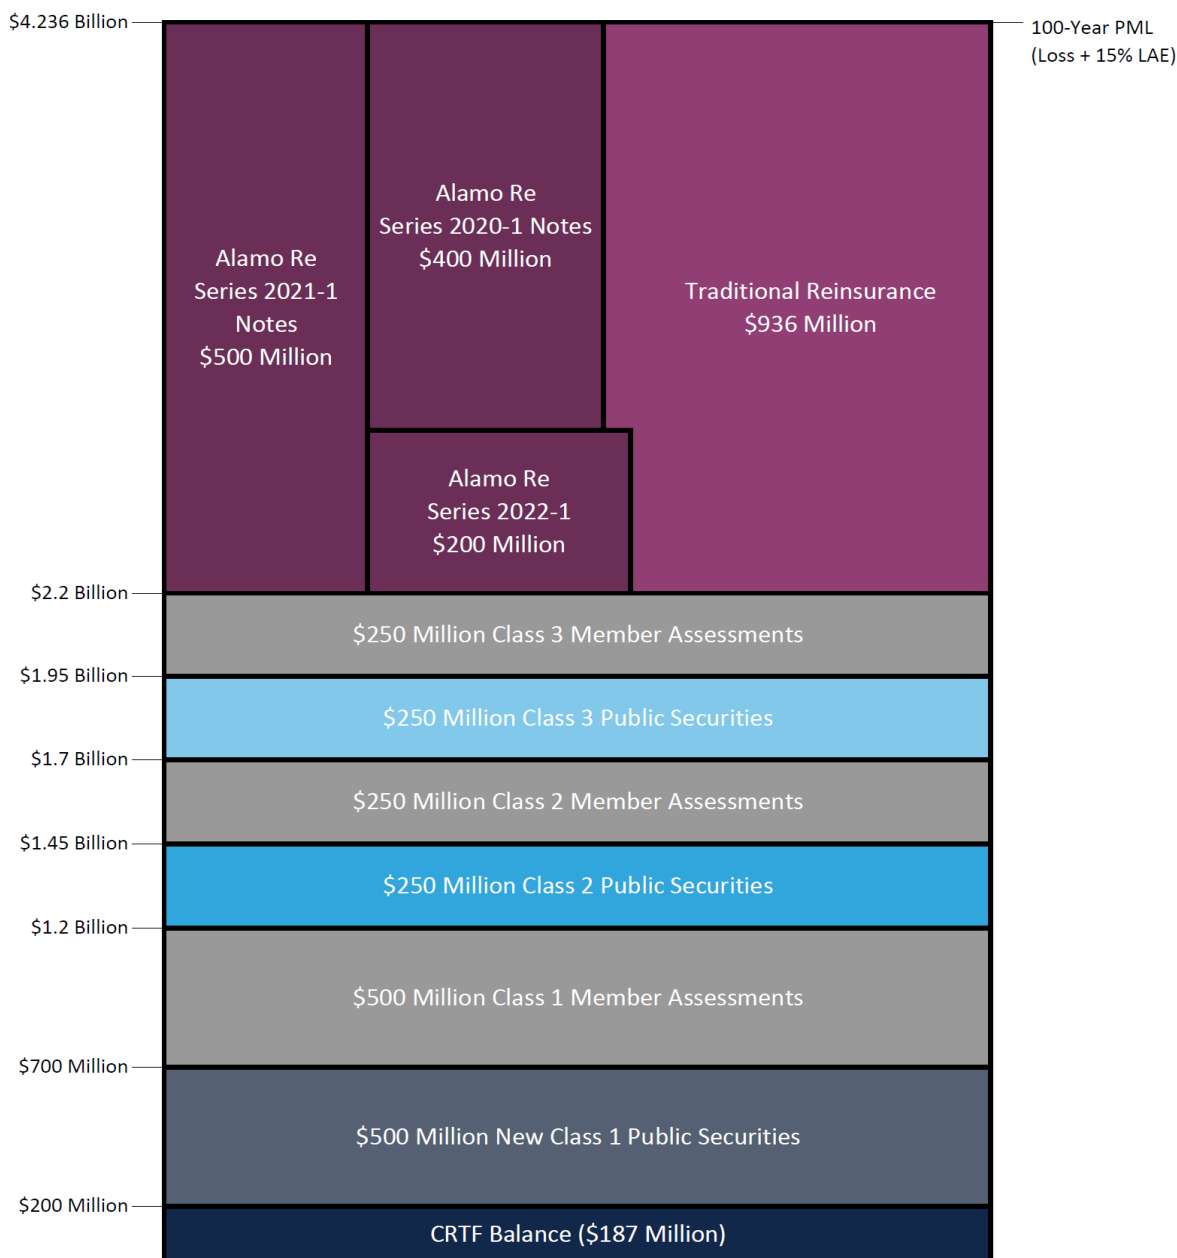 $4.236 Billion
100-Year PML
(Loss + 15% LAE)
Alamo Re
Series 2020-1 Notes
$400 Million
Alamo Re
Series 2021-1
Notes
$500 Million
Traditional Reinsurance
$936 Million
Alamo Re
Series 2022-1
$200 Million
$2.2 Billion
$250 Million Class 3 Member Assessments
$1.95 Billion
$250 Million Class 3 Public Securities
$1.7 Billion
$250 Million Class 2 Member Assessments
$1.45 Billion
$250 Million Class 2 Public Securities
$1.2 Billion
$500 Million Class 1 Member Assessments
$700 Million
$500 Million New Class 1 Public Securities
$200 Million
CRTF Balance ($187 Million)